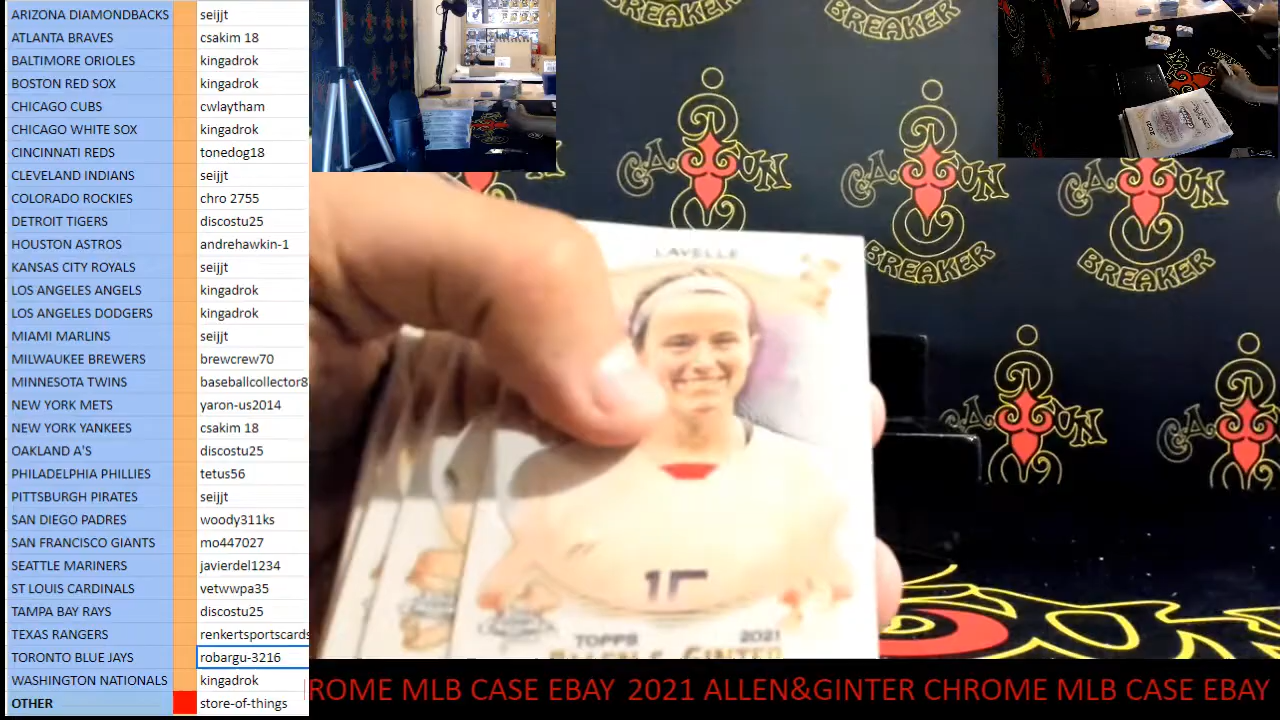 ARIZONA DIAMONDBACKS seijjt
ATLANTA BRAVES csakim 18
BALTIMORE ORIOLES kingadrok
BOSTON RED SOX kingadrok
CHICAGO CUBS cwlaytham
CHICAGO WHITE SOX kingadrok
CINCINNATI REDS tonedog18
CLEVELAND INDIANS seijjt
COLORADO ROCKIES chro 2755
DETROIT TIGERS discostu25
HOUSTON ASTROS andrehawkin-1
KANSAS CITY ROYALS seijjt
LOS ANGELES ANGELS kingadrok
LOS ANGELES DODGERS kingadrok
MIAMI MARLINS seijjt
MILWAUKEE BREWERS brewcrew70
MINNESOTA TWINS baseballcollector8
NEW YORK METS yaron-us2014
NEW YORK YANKEES csakim 18
OAKLAND A'S discostu25
PHILADELPHIA PHILLIES tetus56
PITTSBURGH PIRATES seijjt
SAN DIEGO PADRES woody311ks
SAN FRANCISCO GIANTS mo447027
SEATTLE MARINERS javierdel1234
ST LOUIS CARDINALS vetwwpa35
TAMPA BAY RAYS discostu25
TEXAS RANGERS renkertsportscards
TORONTO BLUE JAYS robargu-3216
WASHINGTON NATIONALS kingadrok
OTHER store-of-things
BREAKER
BREAKER
BREAKER
BREAKER
LAVELLE
TOPPS 2021
ALLEN & GINTER
ROME MLB CASE EBAY 2021 ALLEN&GINTER CHROME MLB CASE EBAY